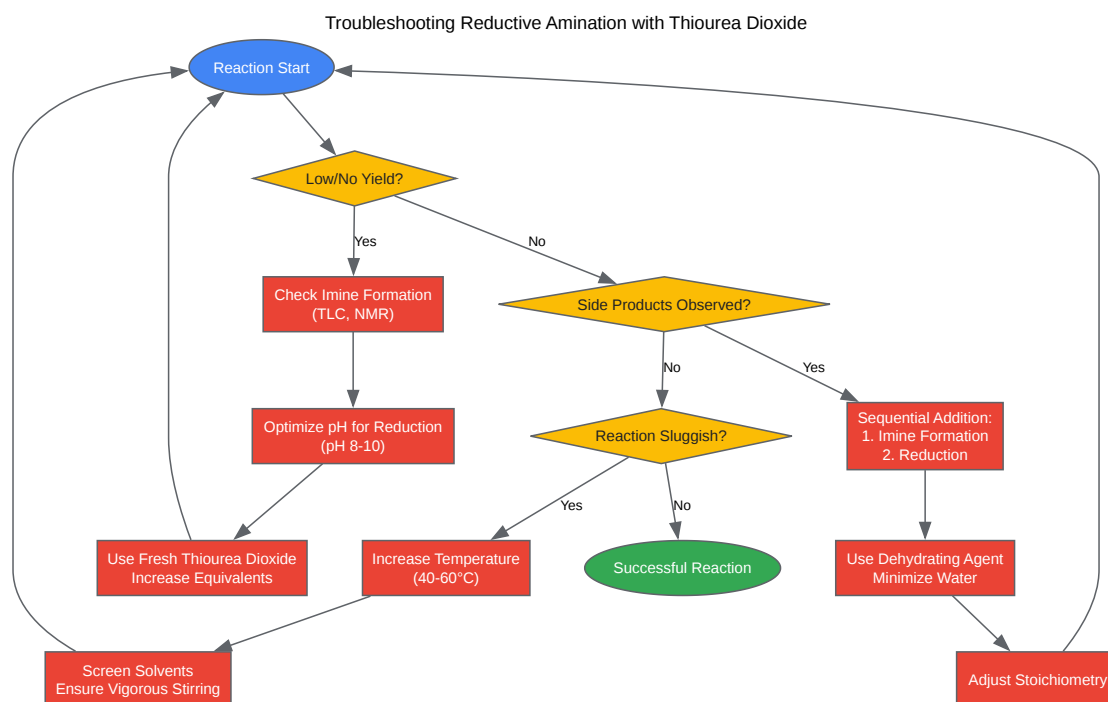 Troubleshooting Reductive Amination with Thiourea Dioxide
Reaction Start
Low/No Yield?
Yes
No
Check Imine Formation
(TLC, NMR)
Side Products Observed?
No
Yes
Optimize pH for Reduction
(pH 8-10)
Reaction Sluggish?
Sequential Addition:
1. Imine Formation
2. Reduction
Yes
No
Use Fresh Thiourea Dioxide
Increase Equivalents
Increase Temperature
(40-60°C)
Successful Reaction
Use Dehydrating Agent
Minimize Water
Screen Solvents
Ensure Vigorous Stirring
Adjust Stoichiometry